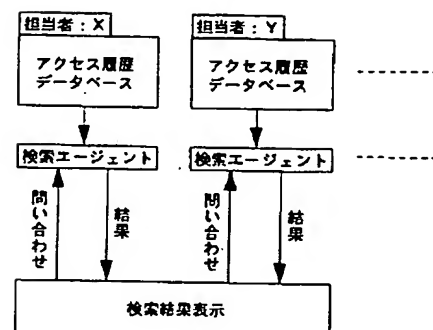 担当者：X
アクセス履歴
データベース
検索エージェント
問い合わせ
結果
担当者：Y
アクセス履歴
データベース
検索エージェント
問い合わせ
結果
検索結果表示